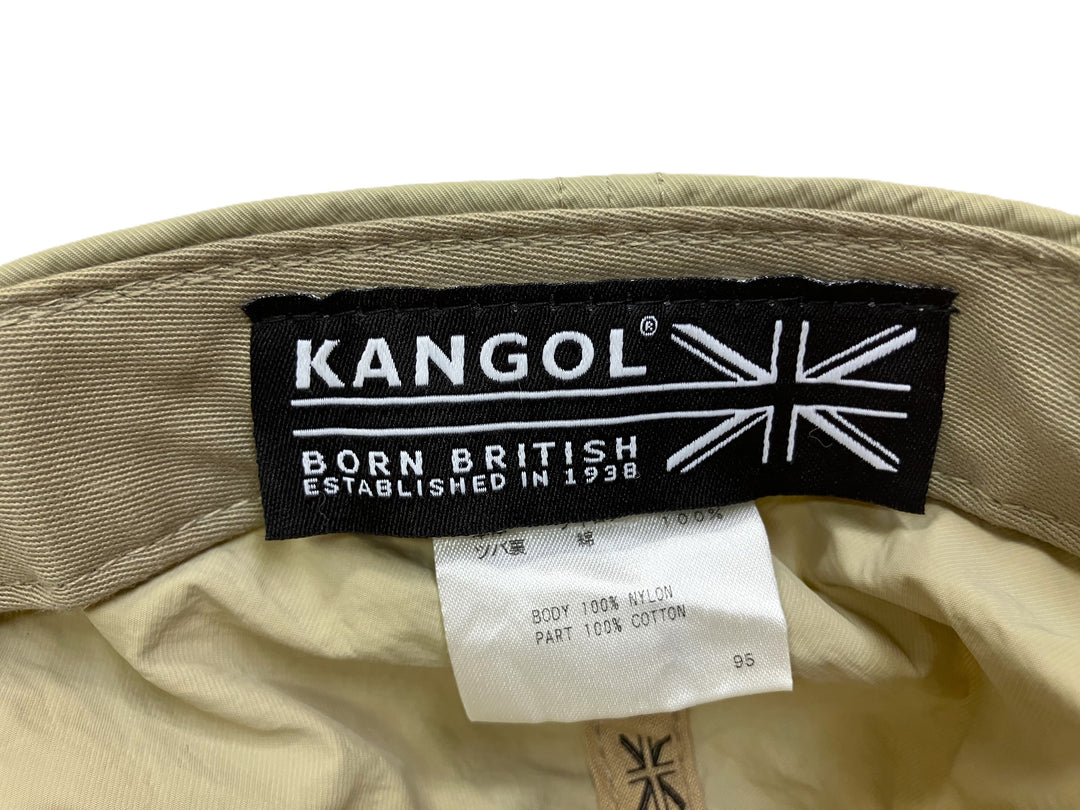 KANGOL®
BORN BRITISH
ESTABLISHED IN 1938
100%
ツバ裏 綿
BODY 100% NYLON
PART 100% COTTON
95